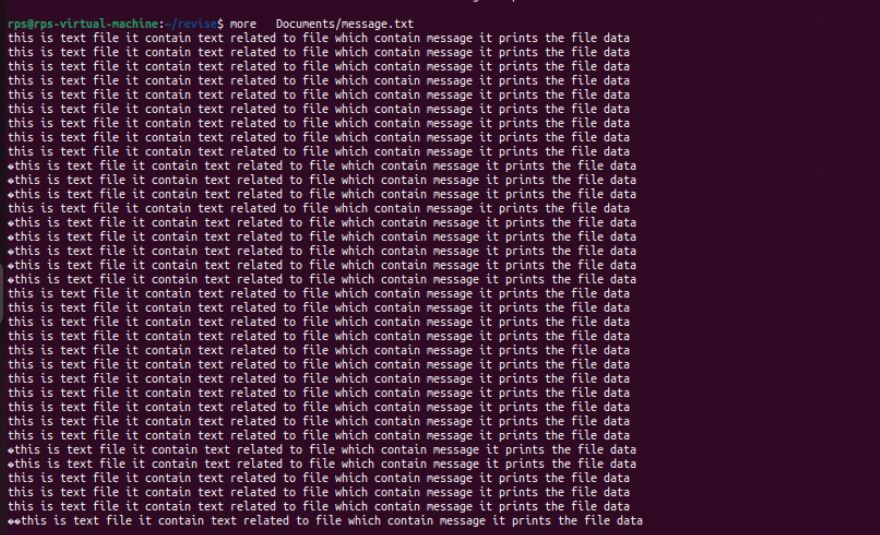 rps@rps-virtual-machine:~/revise$ more   Documents/message.txt
this is text file it contain text related to file which contain message it prints the file data
this is text file it contain text related to file which contain message it prints the file data
this is text file it contain text related to file which contain message it prints the file data
this is text file it contain text related to file which contain message it prints the file data
this is text file it contain text related to file which contain message it prints the file data
this is text file it contain text related to file which contain message it prints the file data
this is text file it contain text related to file which contain message it prints the file data
this is text file it contain text related to file which contain message it prints the file data
this is text file it contain text related to file which contain message it prints the file data
�this is text file it contain text related to file which contain message it prints the file data
�this is text file it contain text related to file which contain message it prints the file data
�this is text file it contain text related to file which contain message it prints the file data
this is text file it contain text related to file which contain message it prints the file data
�this is text file it contain text related to file which contain message it prints the file data
�this is text file it contain text related to file which contain message it prints the file data
�this is text file it contain text related to file which contain message it prints the file data
�this is text file it contain text related to file which contain message it prints the file data
�this is text file it contain text related to file which contain message it prints the file data
this is text file it contain text related to file which contain message it prints the file data
this is text file it contain text related to file which contain message it prints the file data
this is text file it contain text related to file which contain message it prints the file data
this is text file it contain text related to file which contain message it prints the file data
this is text file it contain text related to file which contain message it prints the file data
this is text file it contain text related to file which contain message it prints the file data
this is text file it contain text related to file which contain message it prints the file data
this is text file it contain text related to file which contain message it prints the file data
this is text file it contain text related to file which contain message it prints the file data
this is text file it contain text related to file which contain message it prints the file data
this is text file it contain text related to file which contain message it prints the file data
�this is text file it contain text related to file which contain message it prints the file data
�this is text file it contain text related to file which contain message it prints the file data
this is text file it contain text related to file which contain message it prints the file data
this is text file it contain text related to file which contain message it prints the file data
this is text file it contain text related to file which contain message it prints the file data
��this is text file it contain text related to file which contain message it prints the file data